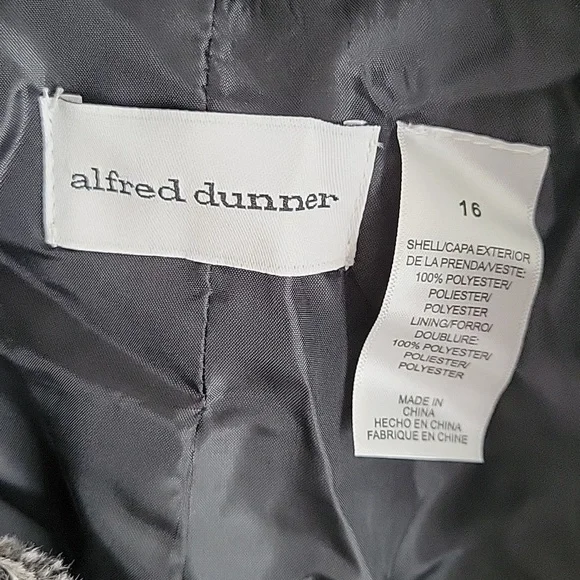 alfred dunner
16
SHELL/CAPA EXTERIOR
DE LA PRENDA/VESTE:
100% POLYESTER/
POLIESTER/
POLYESTER
LINING/FORRO/
DOUBLURE:
100% POLYESTER/
POLIESTER/
POLYESTER
MADE IN
CHINA
HECHO EN CHINA
FABRIQUE EN CHINE